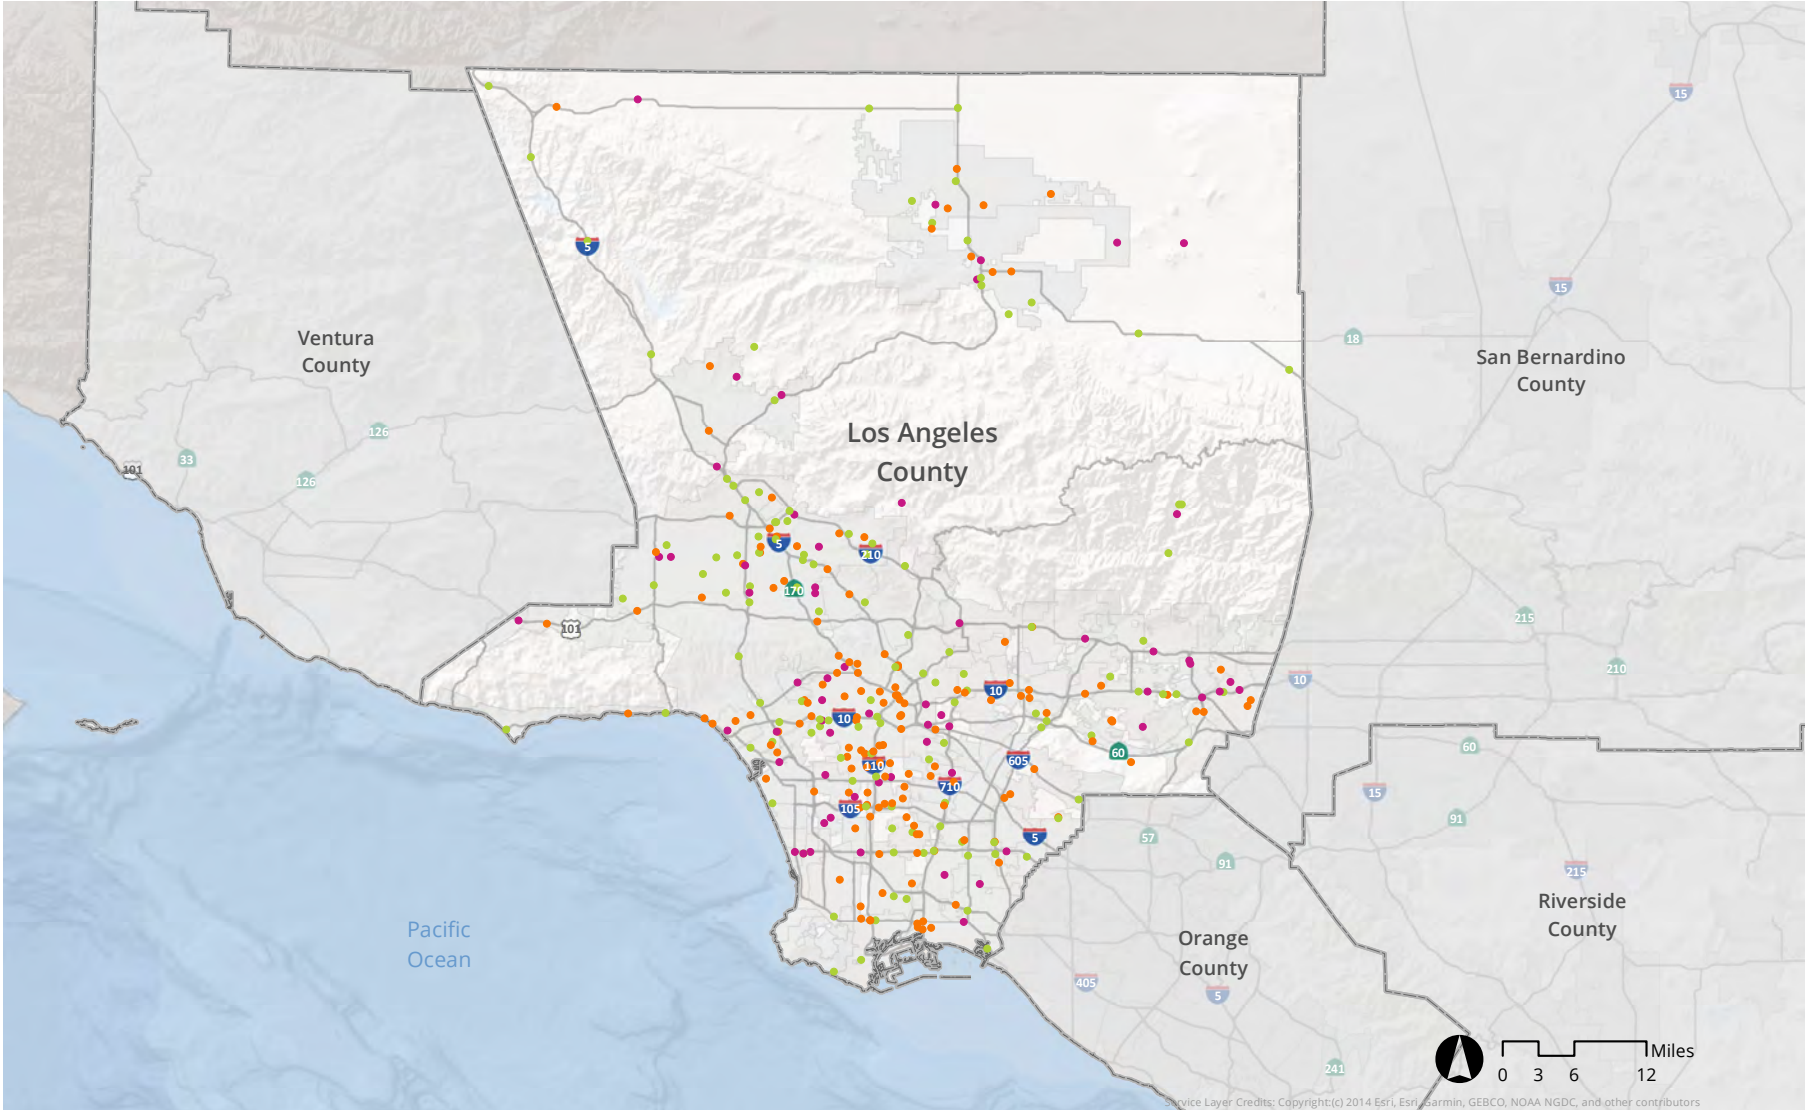 15
5
15
Ventura
County
18
San Bernardino
County
Los Angeles
County
126
33
101
126
5
210
170
215
101
210
10
10
10
60
60
605
110
710
15
105
5
91
57
91
215
Riverside
County
Pacific
Ocean
Orange
County
405
5
Miles
0 3 6 12
241
Service Layer Credits: Copyright:(c) 2014 Esri, Esri, Garmin, GEBCO, NOAA NGDC, and other contributors